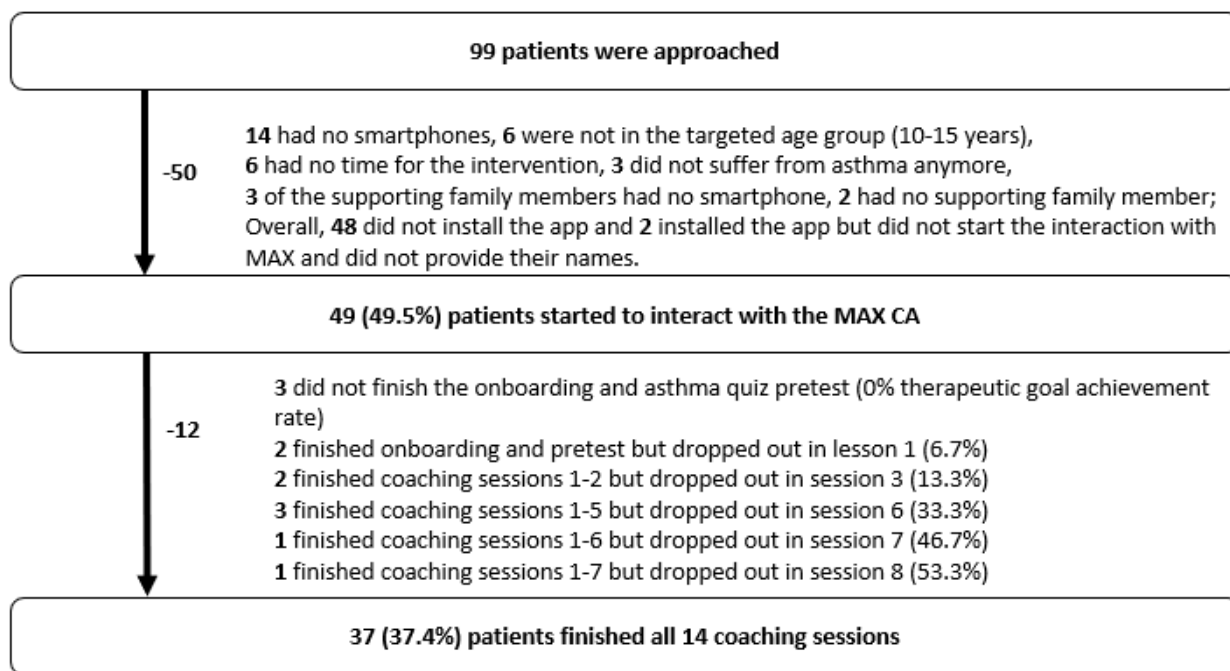 99 patients were approached
-50
14 had no smartphones, 6 were not in the targeted age group (10-15 years),
6 had no time for the intervention, 3 did not suffer from asthma anymore,
3 of the supporting family members had no smartphone, 2 had no supporting family member;
Overall, 48 did not install the app and 2 installed the app but did not start the interaction with
MAX and did not provide their names.
49 (49.5%) patients started to interact with the MAX CA
-12
3 did not finish the onboarding and asthma quiz pretest (0% therapeutic goal achievement
rate)
2 finished onboarding and pretest but dropped out in lesson 1 (6.7%)
2 finished coaching sessions 1-2 but dropped out in session 3 (13.3%)
3 finished coaching sessions 1-5 but dropped out in session 6 (33.3%)
1 finished coaching sessions 1-6 but dropped out in session 7 (46.7%)
1 finished coaching sessions 1-7 but dropped out in session 8 (53.3%)
37 (37.4%) patients finished all 14 coaching sessions